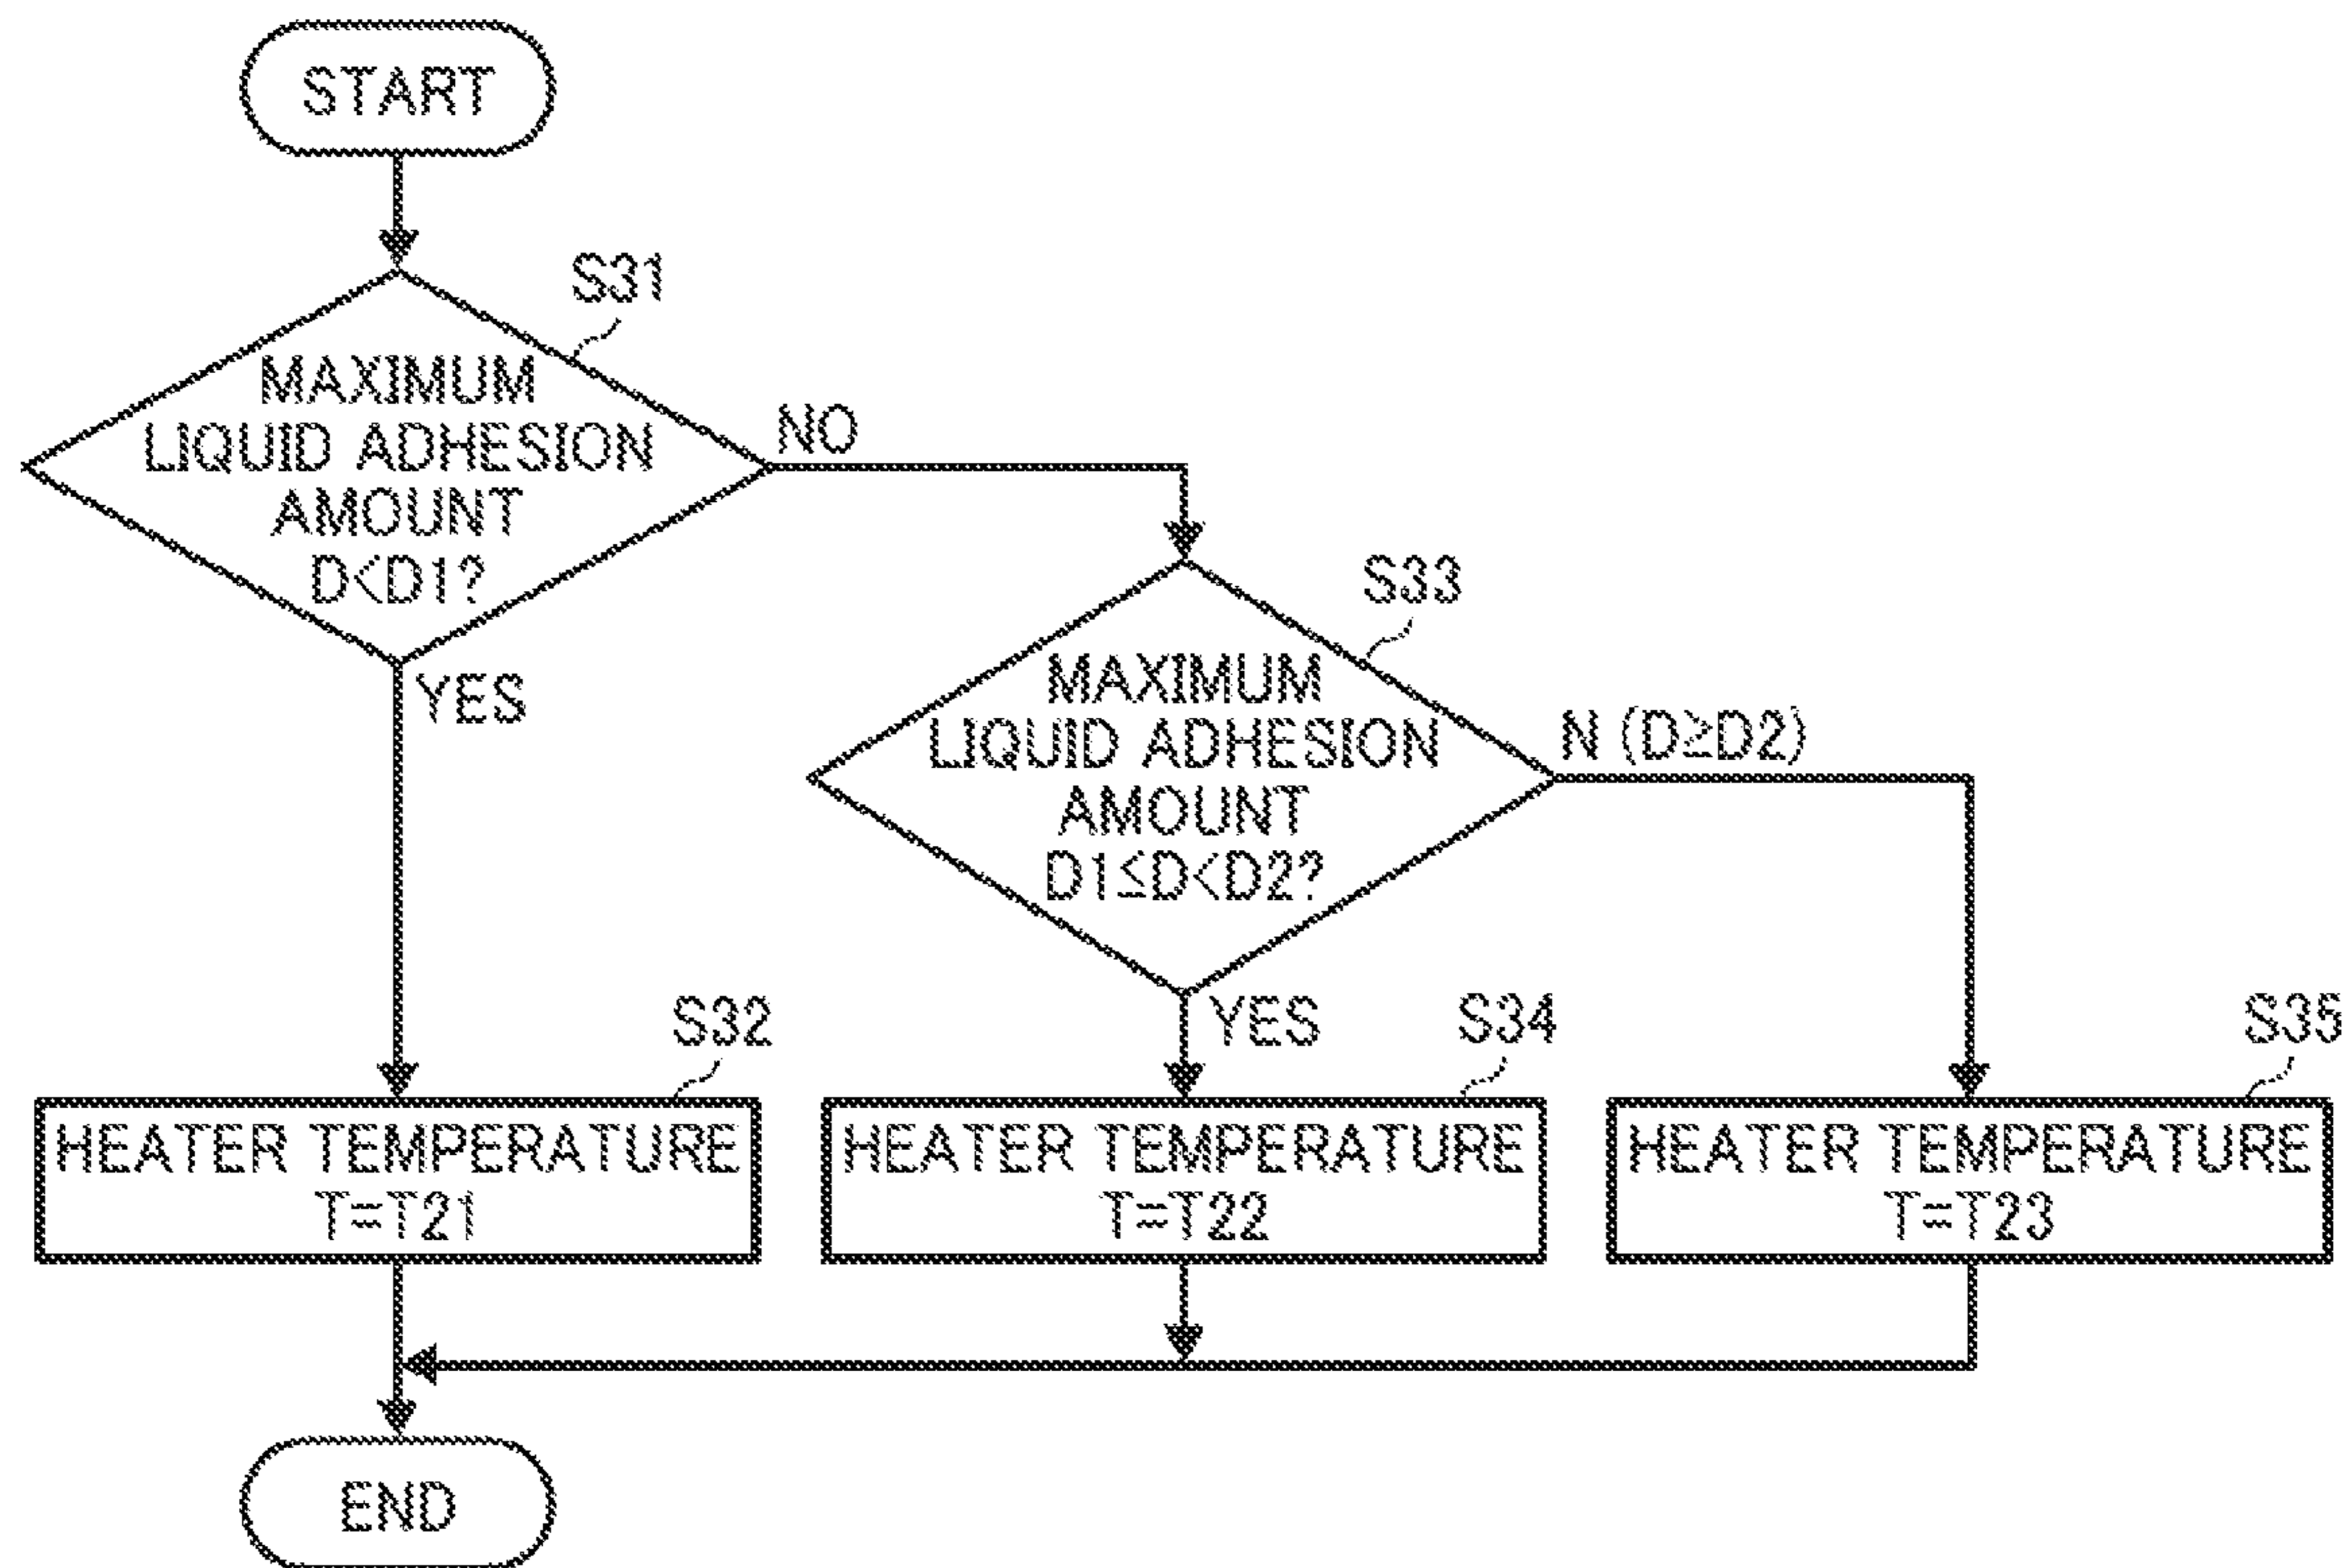 START
S31
MAXIMUM
LIQUID ADHESION
AMOUNT
D<D1?
NO
YES
S33
MAXIMUM
LIQUID ADHESION
AMOUNT
D1≤D<D2?
N (D≥D2)
YES
S32
HEATER TEMPERATURE
T=T21
S34
HEATER TEMPERATURE
T=T22
S35
HEATER TEMPERATURE
T=T23
END